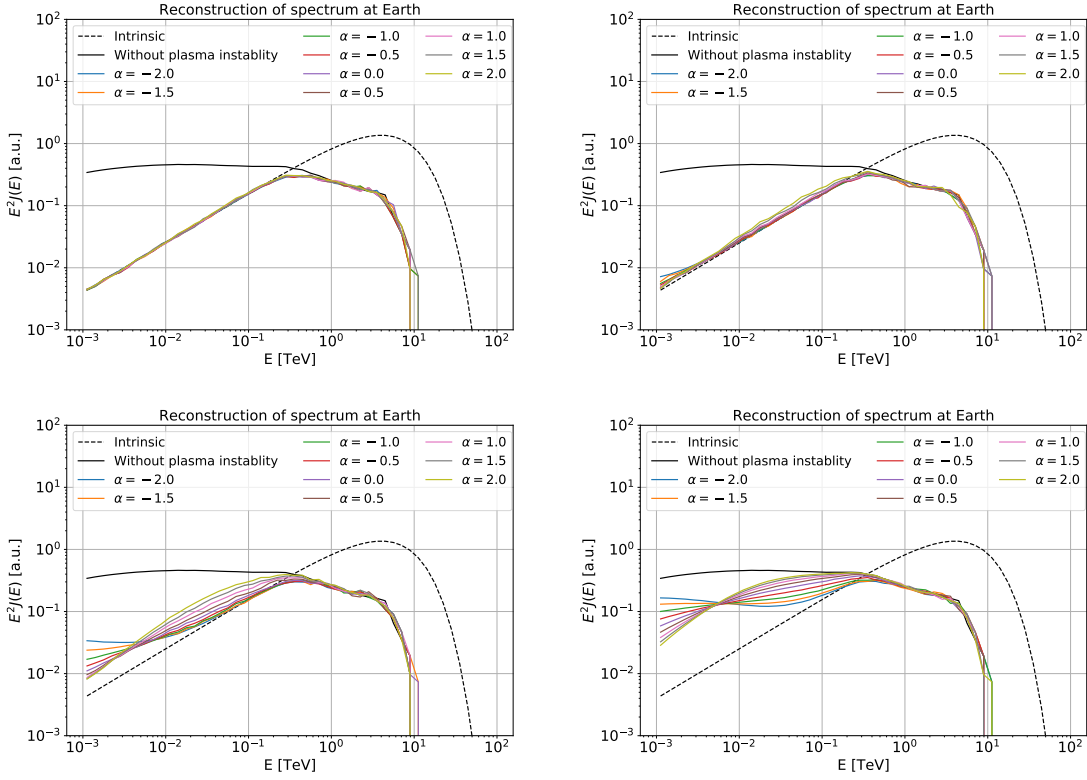 Reconstruction of spectrum at Earth
Intrinsic
Without plasma instablity
α = −2.0
α = −1.5
α = −1.0
α = −0.5
α = 0.0
α = 0.5
α = 1.0
α = 1.5
α = 2.0
E²J(E) [a.u.]
10²
10¹
10⁰
10⁻¹
10⁻²
10⁻³
10⁻³ 10⁻² 10⁻¹ 10⁰ 10¹ 10²
E [TeV]
Reconstruction of spectrum at Earth
Intrinsic
Without plasma instablity
α = −2.0
α = −1.5
α = −1.0
α = −0.5
α = 0.0
α = 0.5
α = 1.0
α = 1.5
α = 2.0
E²J(E) [a.u.]
10²
10¹
10⁰
10⁻¹
10⁻²
10⁻³
10⁻³ 10⁻² 10⁻¹ 10⁰ 10¹ 10²
E [TeV]
Reconstruction of spectrum at Earth
Intrinsic
Without plasma instablity
α = −2.0
α = −1.5
α = −1.0
α = −0.5
α = 0.0
α = 0.5
α = 1.0
α = 1.5
α = 2.0
E²J(E) [a.u.]
10²
10¹
10⁰
10⁻¹
10⁻²
10⁻³
10⁻³ 10⁻² 10⁻¹ 10⁰ 10¹ 10²
E [TeV]
Reconstruction of spectrum at Earth
Intrinsic
Without plasma instablity
α = −2.0
α = −1.5
α = −1.0
α = −0.5
α = 0.0
α = 0.5
α = 1.0
α = 1.5
α = 2.0
E²J(E) [a.u.]
10²
10¹
10⁰
10⁻¹
10⁻²
10⁻³
10⁻³ 10⁻² 10⁻¹ 10⁰ 10¹ 10²
E [TeV]